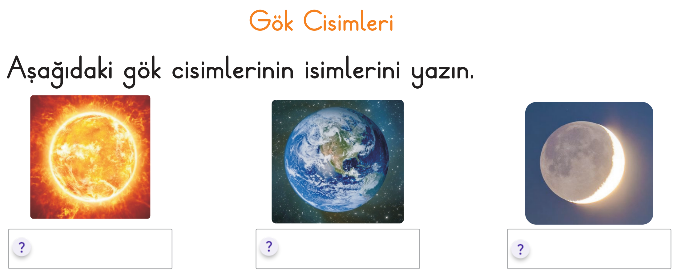 Gök Cisimleri
Aşağıdaki gök cisimlerinin isimlerini yazın.
? ? ?